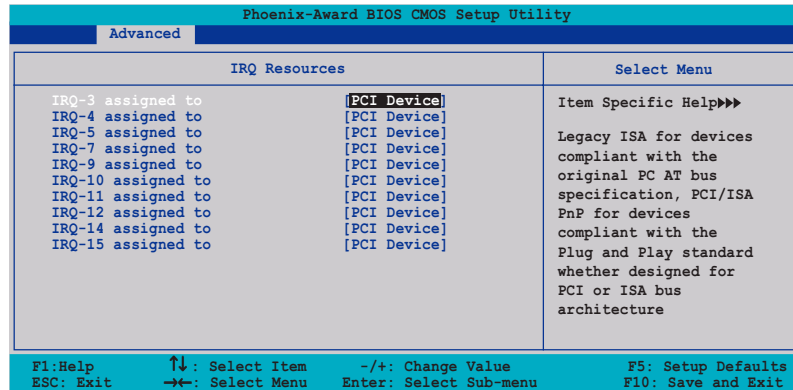 Phoenix-Award BIOS CMOS Setup Utility
Advanced
IRQ Resources
IRQ-3 assigned to [PCI Device]
IRQ-4 assigned to [PCI Device]
IRQ-5 assigned to [PCI Device]
IRQ-7 assigned to [PCI Device]
IRQ-9 assigned to [PCI Device]
IRQ-10 assigned to [PCI Device]
IRQ-11 assigned to [PCI Device]
IRQ-12 assigned to [PCI Device]
IRQ-14 assigned to [PCI Device]
IRQ-15 assigned to [PCI Device]
Select Menu
Item Specific Help▶▶▶
Legacy ISA for devices
compliant with the
original PC AT bus
specification, PCI/ISA
PnP for devices
compliant with the
Plug and Play standard
whether designed for
PCI or ISA bus
architecture
F1:Help ↑↓: Select Item -/+: Change Value F5: Setup Defaults
ESC: Exit →←: Select Menu Enter: Select Sub-menu F10: Save and Exit